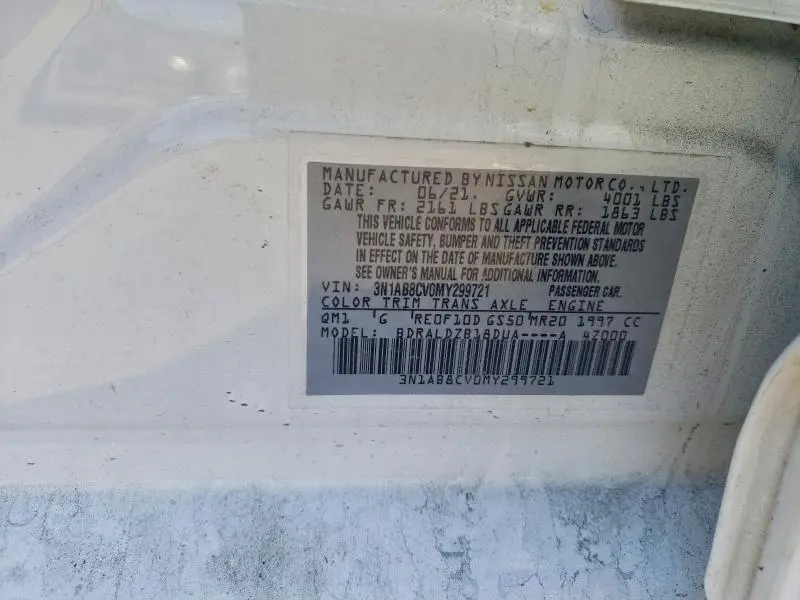 MANUFACTURED BY NISSAN MOTOR CO., LTD.
DATE: 06/21. GVWR: 4001 LBS
GAWR FR: 2161 LBS GAWR RR: 1863 LBS
THIS VEHICLE CONFORMS TO ALL APPLICABLE FEDERAL MOTOR
VEHICLE SAFETY, BUMPER AND THEFT PREVENTION STANDARDS
IN EFFECT ON THE DATE OF MANUFACTURE SHOWN ABOVE.
SEE OWNER'S MANUAL FOR ADDITIONAL INFORMATION.
VIN: 3N1AB8CV0MY299721 PASSENGER CAR.
COLOR TRIM TRANS AXLE ENGINE
QM1 G RE0F10D GS50 MR20 1997 CC
MODEL: BDRALDZB18DUA----A 42000
3N1AB8CV0MY299721